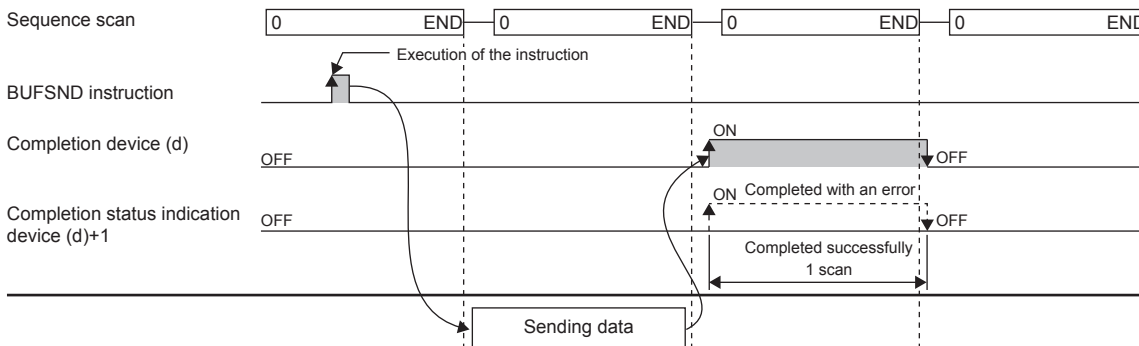 Sequence scan
0 END 0 END 0 END 0 END
Execution of the instruction
BUFSND instruction
ON
Completion device (d)
OFF OFF
ON Completed with an error
Completion status indication
device (d)+1
OFF OFF
Completed successfully
1 scan
Sending data